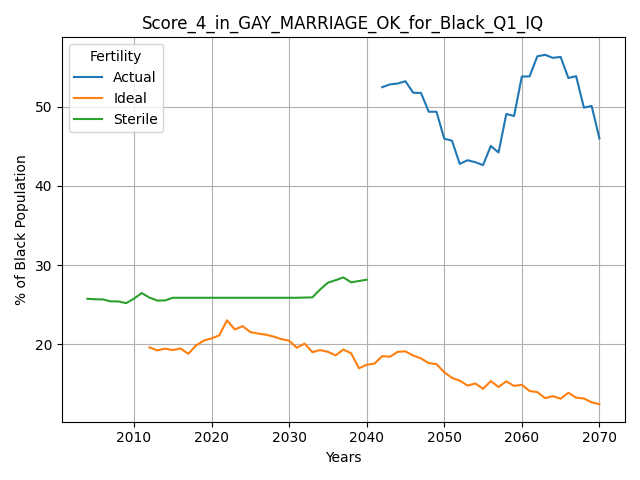 Score_4_in_GAY_MARRIAGE_OK_for_Black_Q1_IQ
Fertility
Actual
Ideal
Sterile
% of Black Population
50
40
30
20
2010 2020 2030 2040 2050 2060 2070
Years